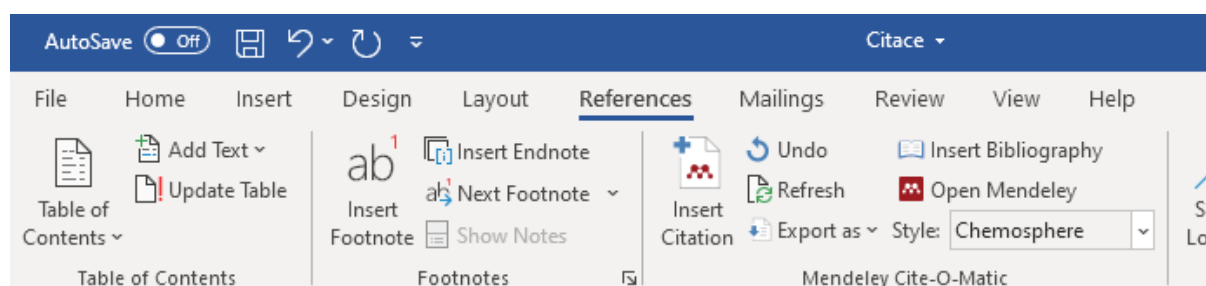 AutoSave Off Citace
File Home Insert Design Layout References Mailings Review View Help
Table of Contents
Add Text
Update Table
Table of Contents
ab1
Insert Footnote
Insert Endnote
Next Footnote
Show Notes
Footnotes
Insert Citation
Undo
Refresh
Export as
Insert Bibliography
Open Mendeley
Style: Chemosphere
Mendeley Cite-O-Matic